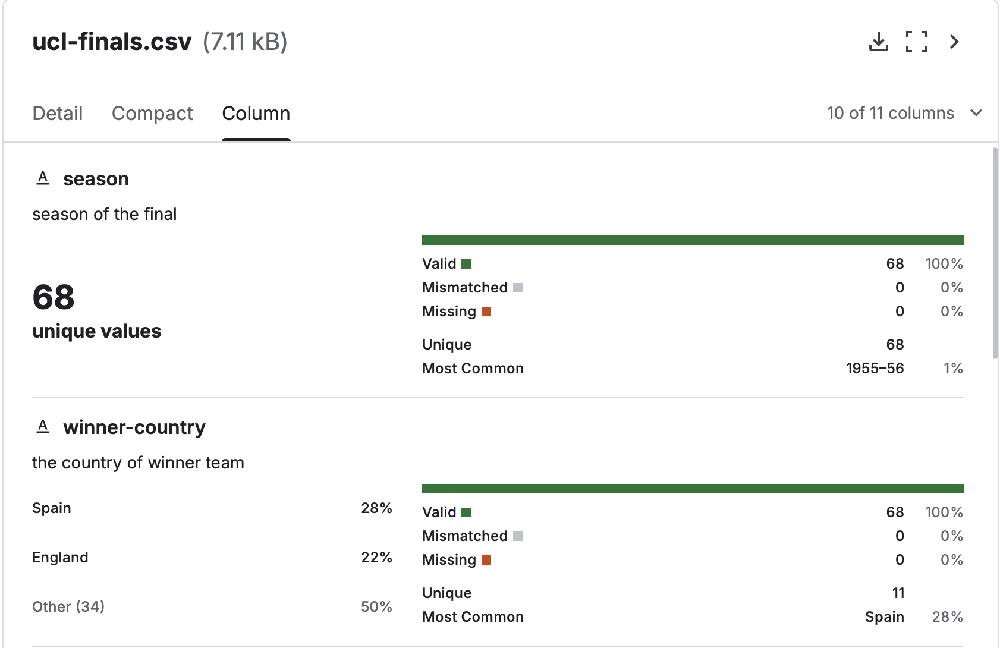 ucl-finals.csv (7.11 kB)
Detail Compact Column 10 of 11 columns
A season
season of the final
68
unique values
Valid 68 100%
Mismatched 0 0%
Missing 0 0%
Unique 68
Most Common 1955–56 1%
A winner-country
the country of winner team
Spain 28%
England 22%
Other (34) 50%
Valid 68 100%
Mismatched 0 0%
Missing 0 0%
Unique 11
Most Common Spain 28%